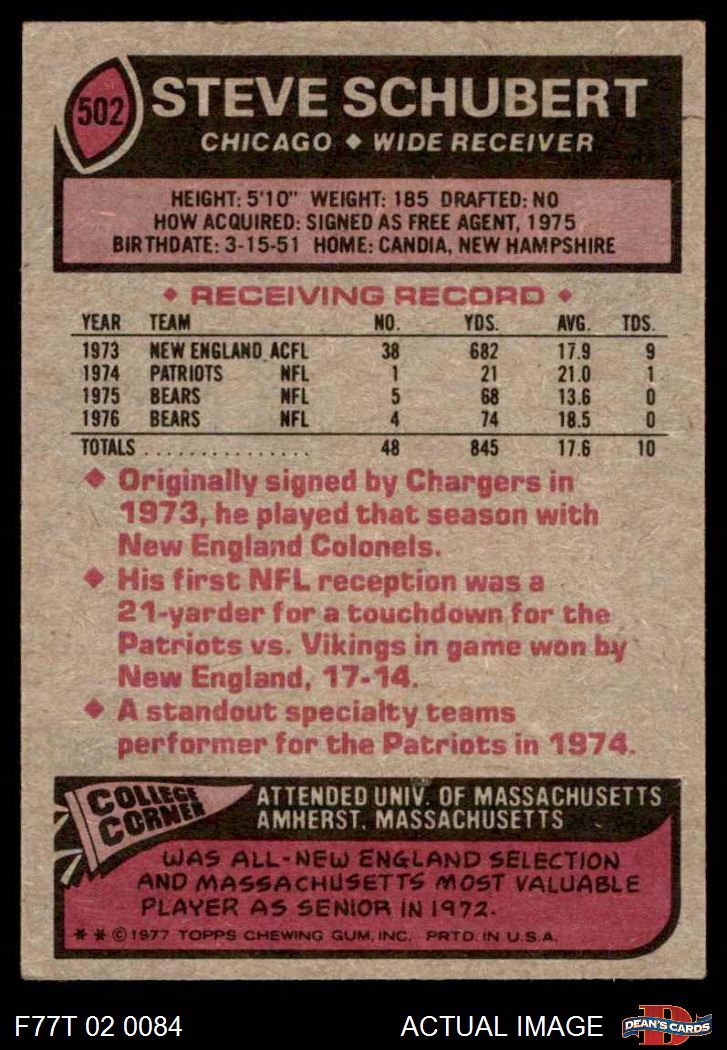 502
STEVE SCHUBERT
CHICAGO ◆ WIDE RECEIVER
HEIGHT: 5'10" WEIGHT: 185 DRAFTED: NO
HOW ACQUIRED: SIGNED AS FREE AGENT, 1975
BIRTHDATE: 3-15-51 HOME: CANDIA, NEW HAMPSHIRE
◆ RECEIVING RECORD ◆
YEAR TEAM NO. YDS. AVG. TDS.
1973 NEW ENGLAND ACFL 38 682 17.9 9
1974 PATRIOTS NFL 1 21 21.0 1
1975 BEARS NFL 5 68 13.6 0
1976 BEARS NFL 4 74 18.5 0
TOTALS ............... 48 845 17.6 10
◆ Originally signed by Chargers in
1973, he played that season with
New England Colonels.
◆ His first NFL reception was a
21-yarder for a touchdown for the
Patriots vs. Vikings in game won by
New England, 17-14.
◆ A standout specialty teams
performer for the Patriots in 1974.
COLLEGE
CORNER
ATTENDED UNIV. OF MASSACHUSETTS
AMHERST, MASSACHUSETTS
WAS ALL-NEW ENGLAND SELECTION
AND MASSACHUSETTS MOST VALUABLE
PLAYER AS SENIOR IN 1972.
** © 1977 TOPPS CHEWING GUM, INC. PRTD. IN U.S.A.
F77T 02 0084 ACTUAL IMAGE
DEAN'S CARDS